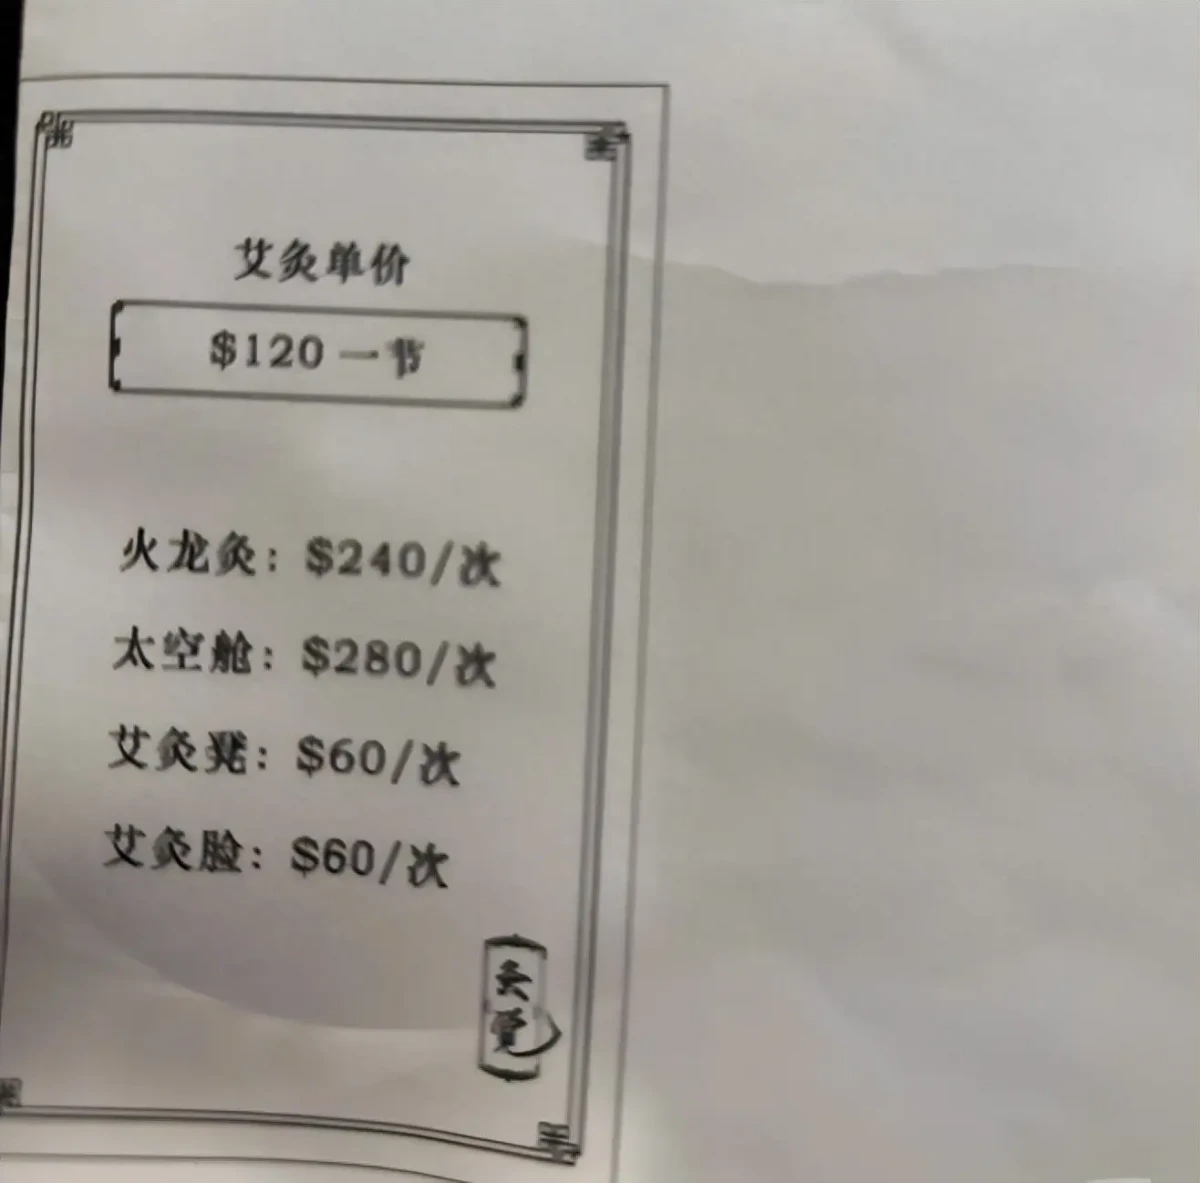 艾灸单价
$120 一节
火龙灸：$240/次
太空舱：$280/次
艾灸凳：$60/次
艾灸脸：$60/次